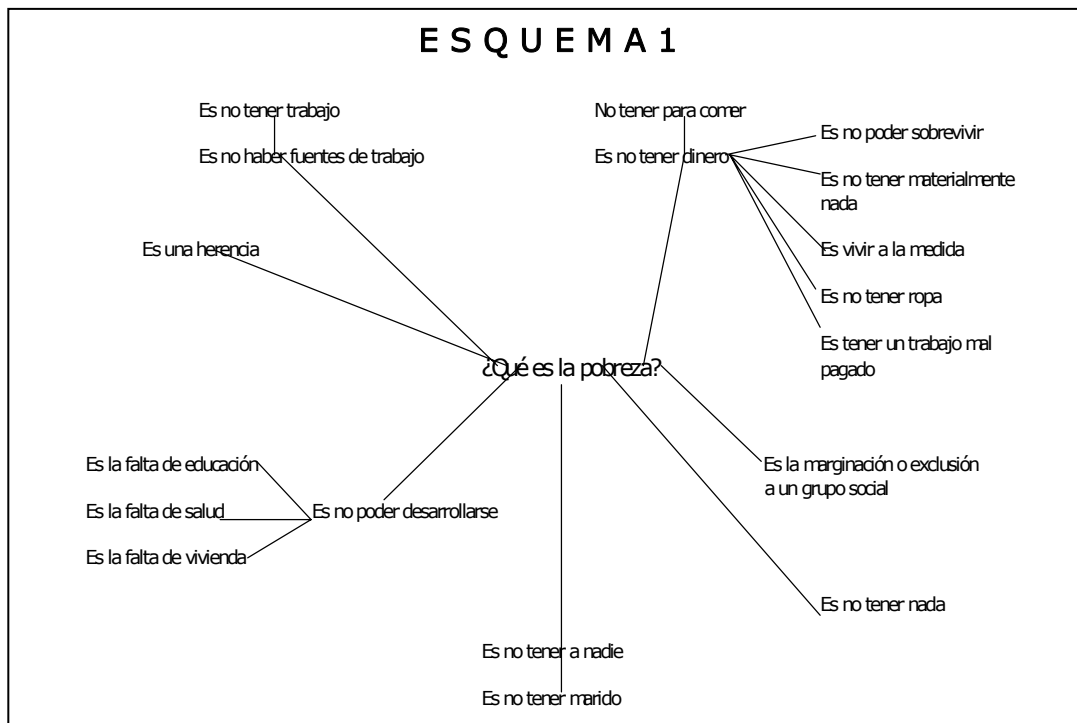 E S Q U E M A 1
Es no tener trabajo
Es no haber fuentes de trabajo
Es una herencia
No tener para comer
Es no tener dinero
Es no poder sobrevivir
Es no tener materialmente
nada
Es vivir a la medida
Es no tener ropa
Es tener un trabajo mal
pagado
¿Qué es la pobreza?
Es la falta de educación
Es la falta de salud
Es la falta de vivienda
Es no poder desarrollarse
Es la marginación o exclusión
a un grupo social
Es no tener nada
Es no tener a nadie
Es no tener marido